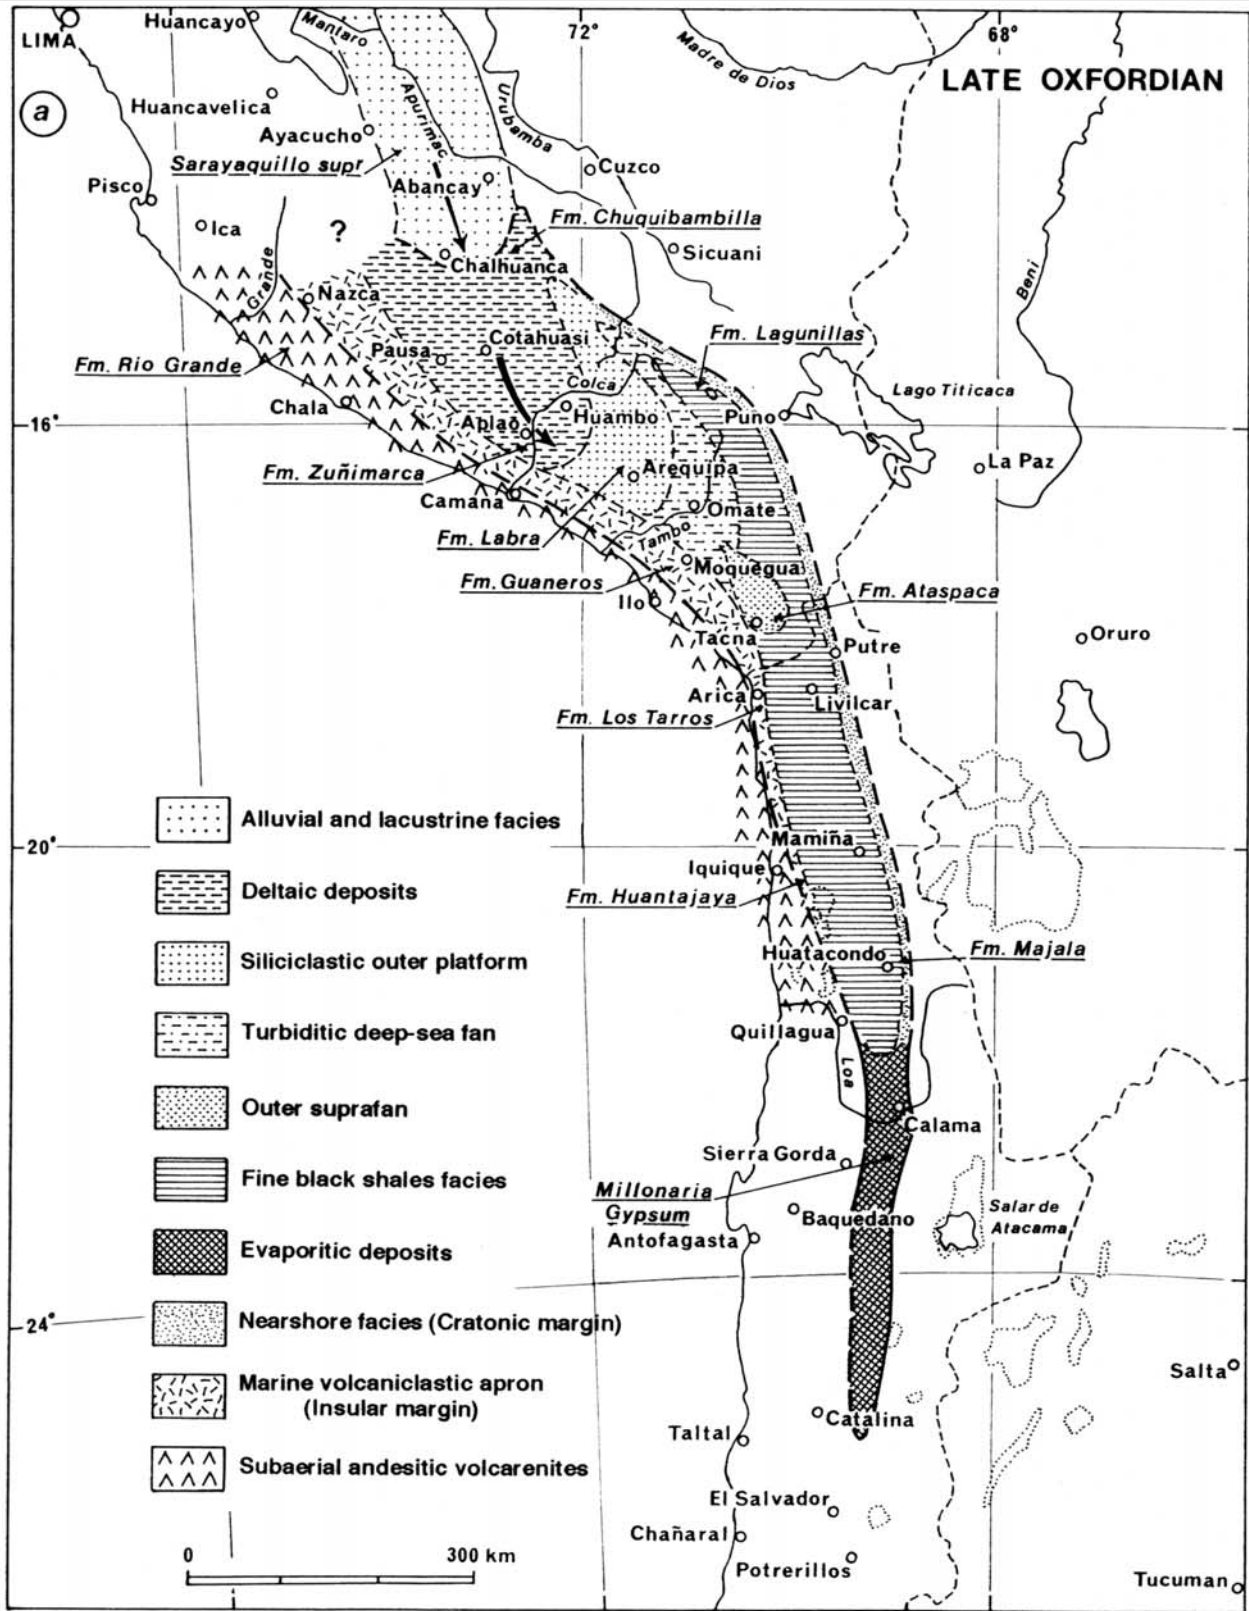 LATE OXFORDIAN
a
72°
68°
LIMA
Huancayo
Mantaro
Madre de Dios
Huancavelica
Ayacucho
Apurimac
Urubamba
Sarayaquillo supr
Cuzco
Pisco
Abancay
Fm. Chuquibambilla
Ica
?
Sicuani
Chalhuanca
Beni
Grande
Nazca
Fm. Rio Grande
Pausa
Cotahuasi
Fm. Lagunillas
Colca
Lago Titicaca
Chala
Huambo
Puno
16°
Aplao
La Paz
Fm. Zuñimarca
Arequipa
Camana
Omate
Fm. Labra
Tambo
Fm. Guaneros
Moquegua
Ilo
Fm. Ataspaca
Tacna
Putre
Oruro
Arica
Livilcar
Fm. Los Tarros
Mamiña
20°
Iquique
Fm. Huantajaya
Huatacondo
Fm. Majala
Quillagua
Loa
Calama
Sierra Gorda
Millonaria
Gypsum
Baquedano
Salar de
Atacama
Antofagasta
24°
Salta
Catalina
Taltal
El Salvador
Chañaral
Potrerillos
Tucuman
Alluvial and lacustrine facies
Deltaic deposits
Siliciclastic outer platform
Turbiditic deep-sea fan
Outer suprafan
Fine black shales facies
Evaporitic deposits
Nearshore facies (Cratonic margin)
Marine volcaniclastic apron
(Insular margin)
Subaerial andesitic volcarenites
0
300 km